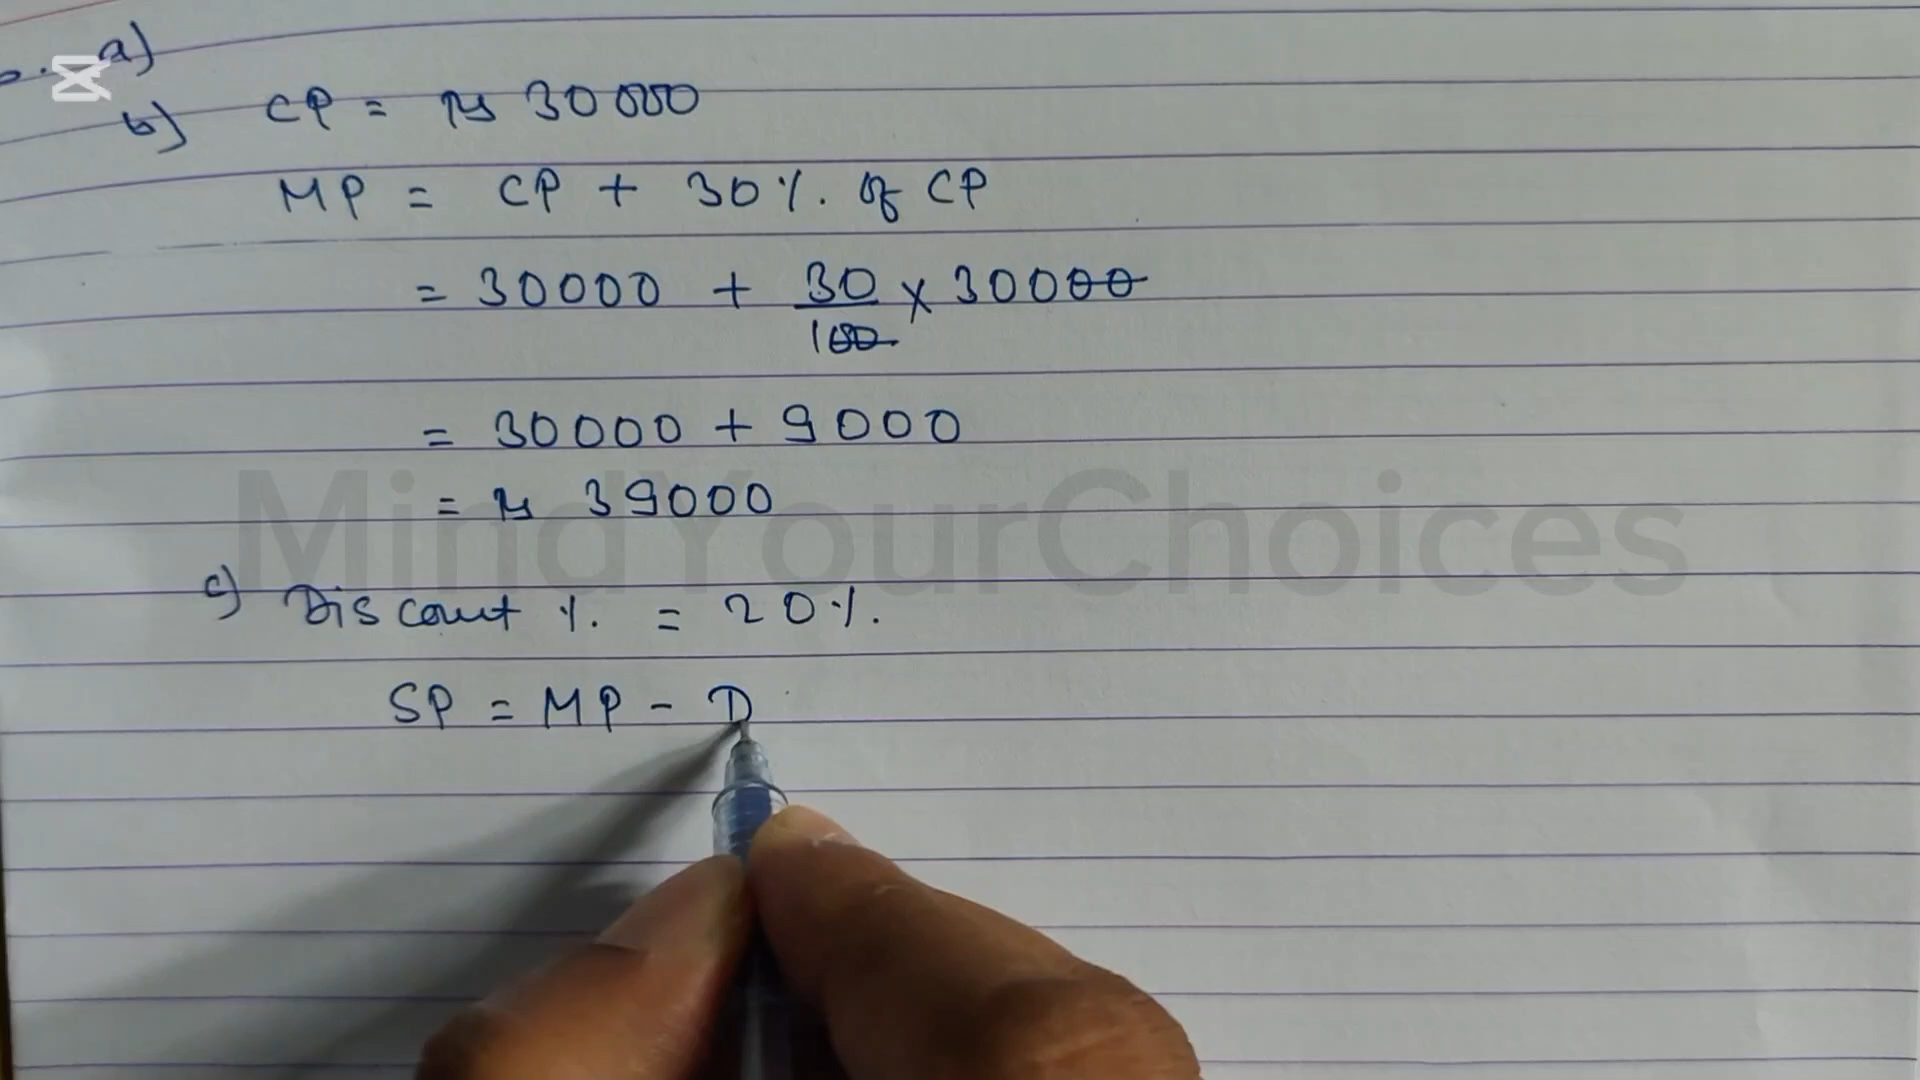 a)
b) CP = Rs 30000
MP = CP + 30% of CP
= 30000 + 30/100 × 30000
= 30000 + 9000
= Rs 39000
MindYourChoices
c) Discount % = 20%.
SP = MP - D